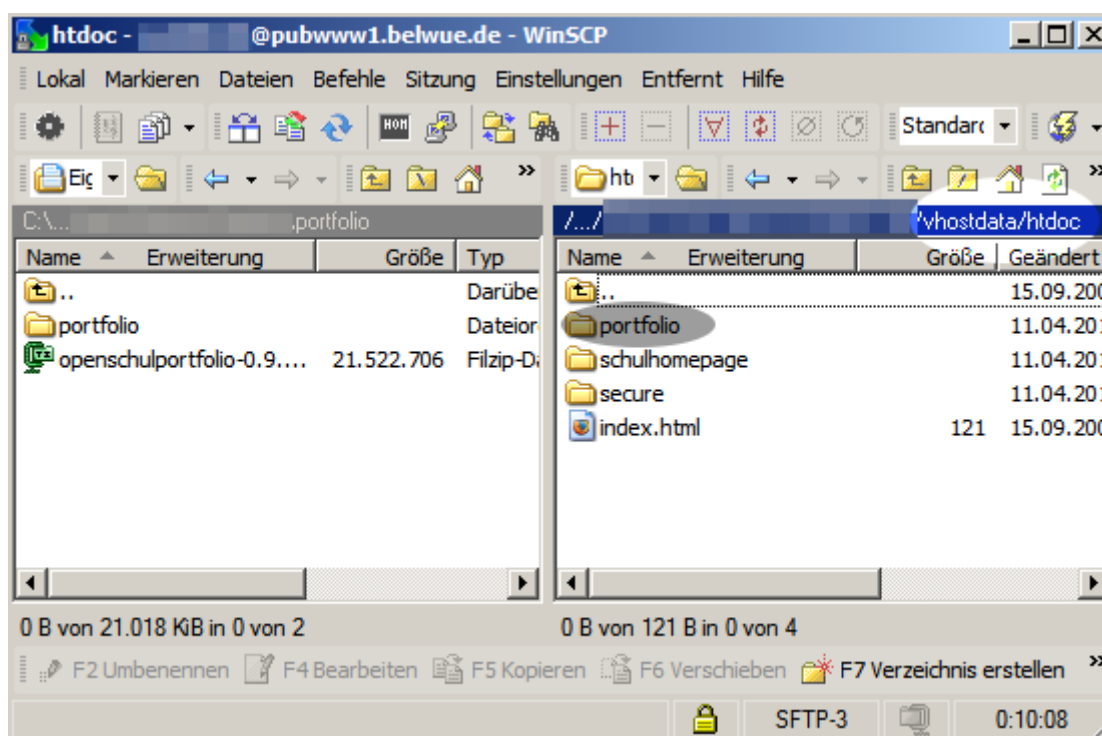 htdoc - @pubwww1.belwue.de - WinSCP
Lokal Markieren Dateien Befehle Sitzung Einstellungen Entfernt Hilfe
Standard
Eig ht
C:\... .portfolio /.../ /vhostdata/htdoc
Name Erweiterung Größe Typ Name Erweiterung Größe Geändert
.. Darübe .. 15.09.200
portfolio Dateior portfolio 11.04.201
openschulportfolio-0.9.... 21.522.706 Filzip-Da schulhomepage 11.04.201
secure 11.04.201
index.html 121 15.09.200
0 B von 21.018 KiB in 0 von 2 0 B von 121 B in 0 von 4
F2 Umbenennen F4 Bearbeiten F5 Kopieren F6 Verschieben F7 Verzeichnis erstellen
SFTP-3 0:10:08